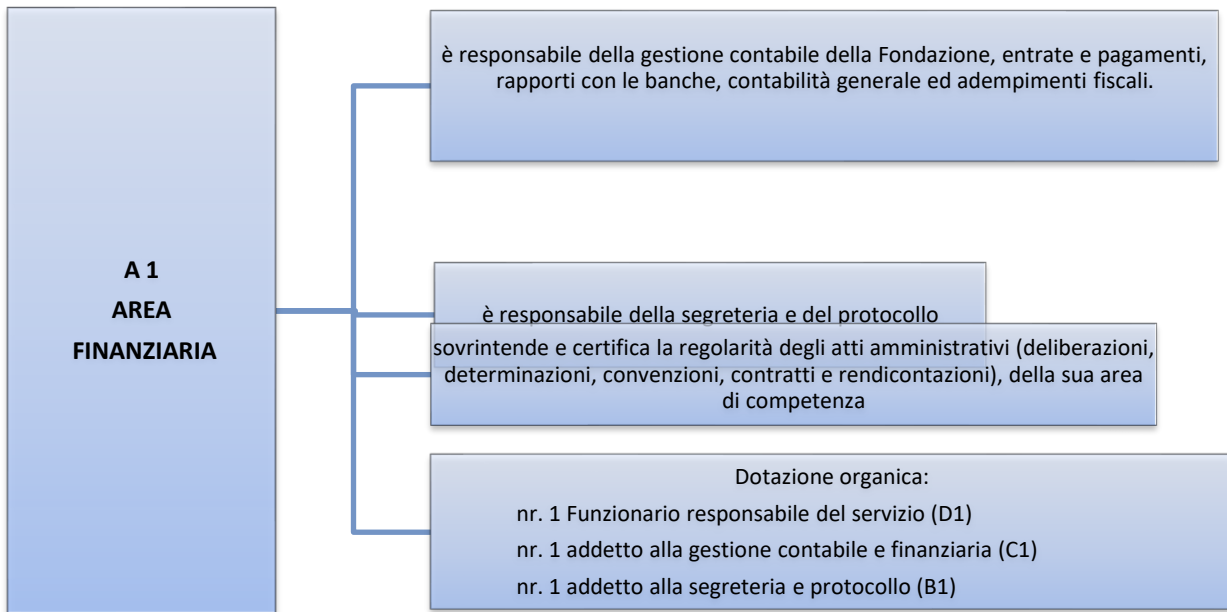 A 1
AREA
FINANZIARIA
è responsabile della gestione contabile della Fondazione, entrate e pagamenti,
rapporti con le banche, contabilità generale ed adempimenti fiscali.
è responsabile della segreteria e del protocollo
sovrintende e certifica la regolarità degli atti amministrativi (deliberazioni,
determinazioni, convenzioni, contratti e rendicontazioni), della sua area
di competenza
Dotazione organica:
nr. 1 Funzionario responsabile del servizio (D1)
nr. 1 addetto alla gestione contabile e finanziaria (C1)
nr. 1 addetto alla segreteria e protocollo (B1)